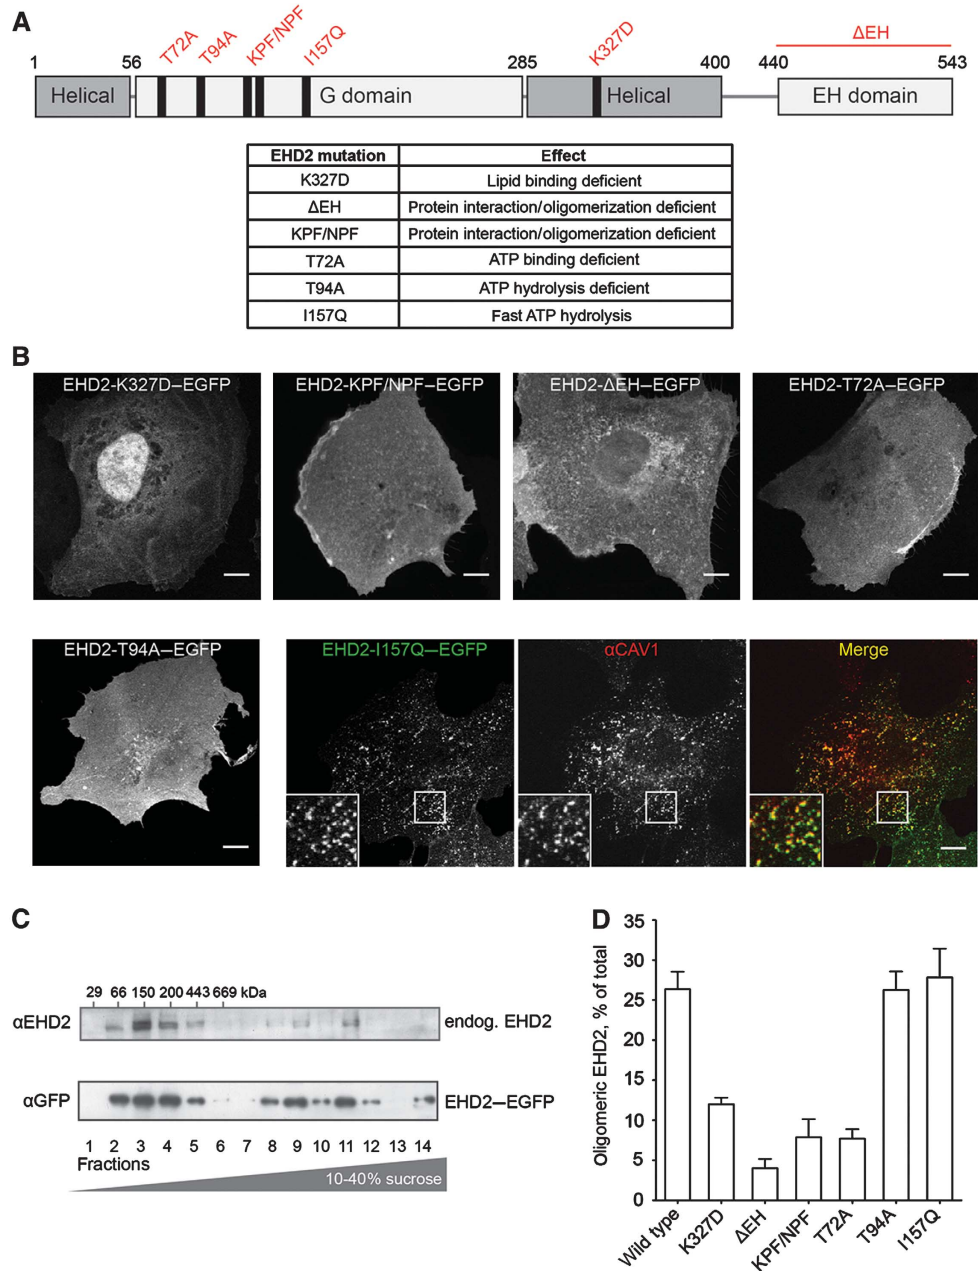 A
T72A
T94A
KPF/NPF
I157Q
K327D
ΔEH
1
56
285
400
440
543
Helical
G domain
Helical
EH domain
EHD2 mutation Effect
K327D Lipid binding deficient
ΔEH Protein interaction/oligomerization deficient
KPF/NPF Protein interaction/oligomerization deficient
T72A ATP binding deficient
T94A ATP hydrolysis deficient
I157Q Fast ATP hydrolysis
B
EHD2-K327D–EGFP
EHD2-KPF/NPF–EGFP
EHD2-ΔEH–EGFP
EHD2-T72A–EGFP
EHD2-T94A–EGFP
EHD2-I157Q–EGFP
αCAV1
Merge
C
29 66 150 200 443 669 kDa
αEHD2
endog. EHD2
αGFP
EHD2–EGFP
1 2 3 4 5 6 7 8 9 10 11 12 13 14
Fractions
10-40% sucrose
D
Oligomeric EHD2, % of total
35
30
25
20
15
10
5
0
Wild type
K327D
ΔEH
KPF/NPF
T72A
T94A
I157Q